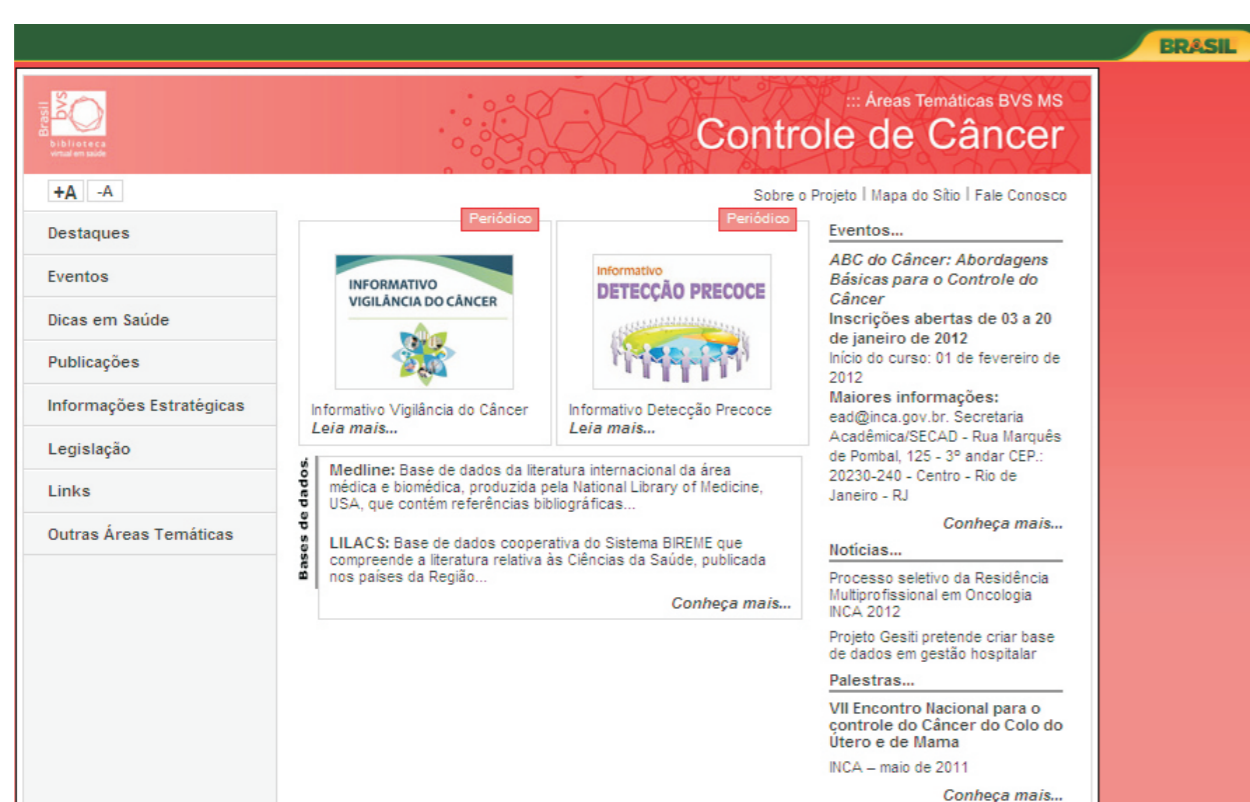 BRASIL
Brasil
bvs
biblioteca
virtual em saúde
::: Áreas Temáticas BVS MS
Controle de Câncer
+A -A
Sobre o Projeto | Mapa do Sítio | Fale Conosco
Destaques
Eventos
Dicas em Saúde
Publicações
Informações Estratégicas
Legislação
Links
Outras Áreas Temáticas
Periódico
INFORMATIVO
VIGILÂNCIA DO CÂNCER
Informativo Vigilância do Câncer
Leia mais...
Periódico
Informativo
DETECÇÃO PRECOCE
Informativo Detecção Precoce
Leia mais...
Bases de dados.
Medline: Base de dados da literatura internacional da área
médica e biomédica, produzida pela National Library of Medicine,
USA, que contém referências bibliográficas...
LILACS: Base de dados cooperativa do Sistema BIREME que
compreende a literatura relativa às Ciências da Saúde, publicada
nos países da Região...
Conheça mais...
Eventos...
ABC do Câncer: Abordagens
Básicas para o Controle do
Câncer
Inscrições abertas de 03 a 20
de janeiro de 2012
Início do curso: 01 de fevereiro de
2012
Maiores informações:
ead@inca.gov.br. Secretaria
Acadêmica/SECAD - Rua Marquês
de Pombal, 125 - 3º andar CEP.:
20230-240 - Centro - Rio de
Janeiro - RJ
Conheça mais...
Notícias...
Processo seletivo da Residência
Multiprofissional em Oncologia
INCA 2012
Projeto Gesiti pretende criar base
de dados em gestão hospitalar
Palestras...
VII Encontro Nacional para o
controle do Câncer do Colo do
Útero e de Mama
INCA – maio de 2011
Conheça mais...